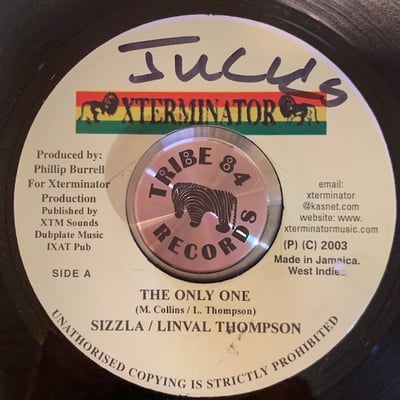 JUCKS
XTERMINATOR
Produced by:
Phillip Burrell
For Xterminator
Production
Published by
XTM Sounds
Dubplate Music
IXAT Pub
SIDE A
TRIBE 84
RECORDS
email:
xterminator
@kasnet.com
website: www.
xterminatormusic.com
(P) (C) 2003
Made in Jamaica.
West Indies
THE ONLY ONE
(M. Collins / L. Thompson)
SIZZLA / LINVAL THOMPSON
UNAUTHORISED COPYING IS STRICTLY PROHIBITED